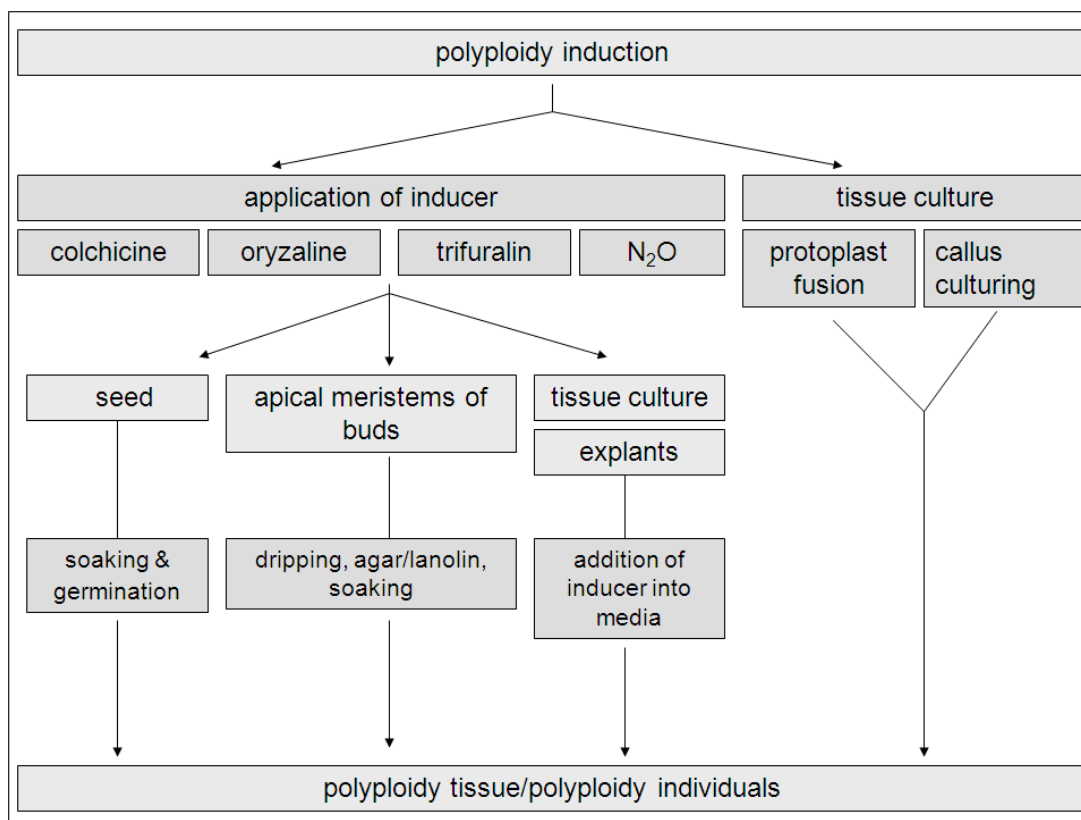 polyploidy induction
application of inducer
tissue culture
colchicine
oryzaline
trifuralin
N₂O
protoplast
fusion
callus
culturing
seed
apical meristems of
buds
tissue culture
explants
soaking &
germination
dripping, agar/lanolin,
soaking
addition of
inducer into
media
polyploidy tissue/polyploidy individuals